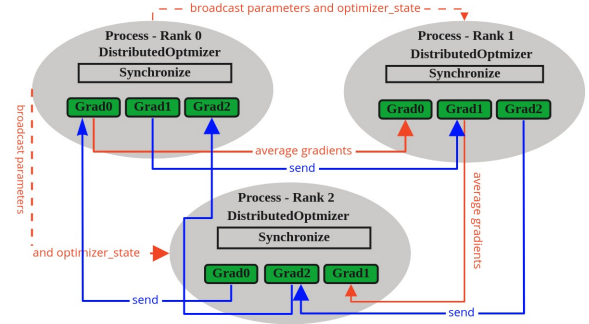 broadcast parameters and optimizer_state
Process - Rank 0
DistributedOptmizer
Synchronize
Grad0 Grad1 Grad2
Process - Rank 1
DistributedOptmizer
Synchronize
Grad0 Grad1 Grad2
broadcast parameters
and optimizer_state
average gradients
send
average gradients
Process - Rank 2
DistributedOptmizer
Synchronize
Grad0 Grad2 Grad1
send
send